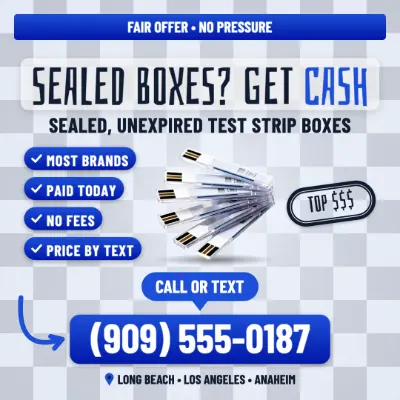 FAIR OFFER • NO PRESSURE
SEALED BOXES? GET CASH
SEALED, UNEXPIRED TEST STRIP BOXES
MOST BRANDS
PAID TODAY
NO FEES
PRICE BY TEXT
TOP $$$
CALL OR TEXT
(909) 555-0187
LONG BEACH • LOS ANGELES • ANAHEIM